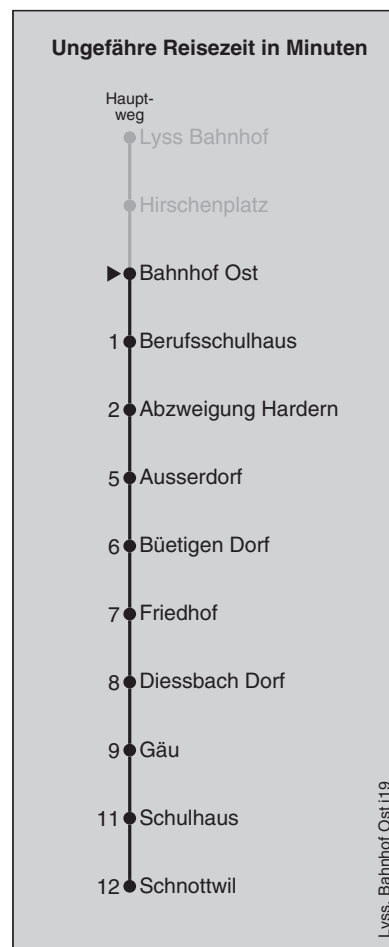 Ungefähre Reisezeit in Minuten
Haupt-
weg
Lyss Bahnhof
Hirschenplatz
Bahnhof Ost
1 Berufsschulhaus
2 Abzweigung Hardern
5 Ausserdorf
6 Büetigen Dorf
7 Friedhof
8 Diessbach Dorf
9 Gäu
11 Schulhaus
12 Schnottwil
Lyss, Bahnhof Ost j19